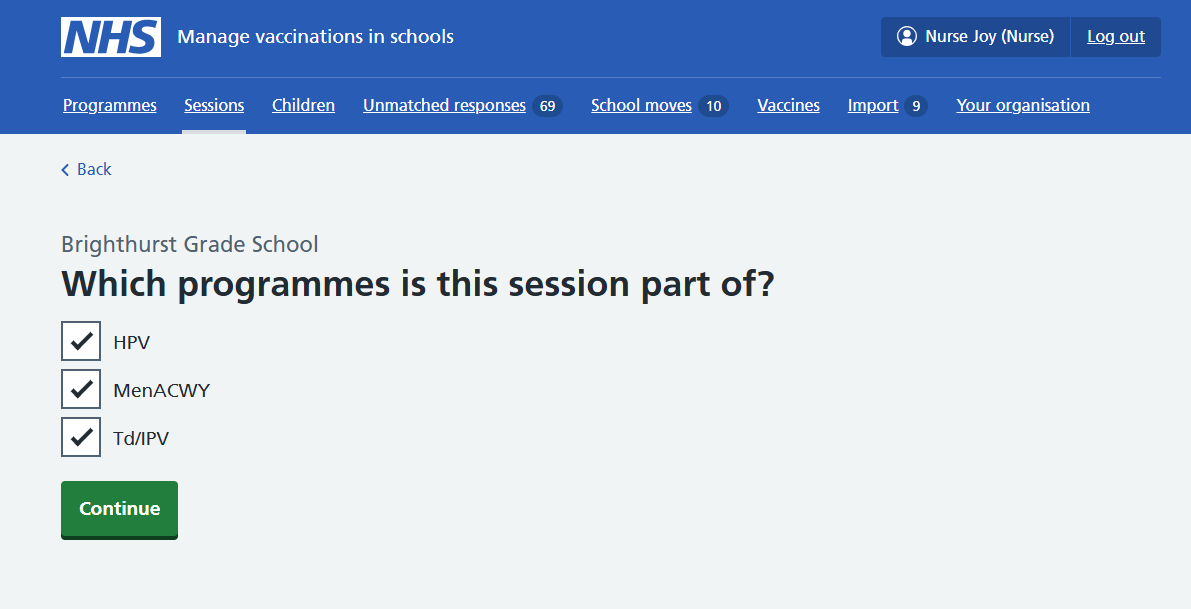 NHS Manage vaccinations in schools
Nurse Joy (Nurse) Log out
Programmes Sessions Children Unmatched responses 69 School moves 10 Vaccines Import 9 Your organisation
Back
Brighthurst Grade School
Which programmes is this session part of?
HPV
MenACWY
Td/IPV
Continue